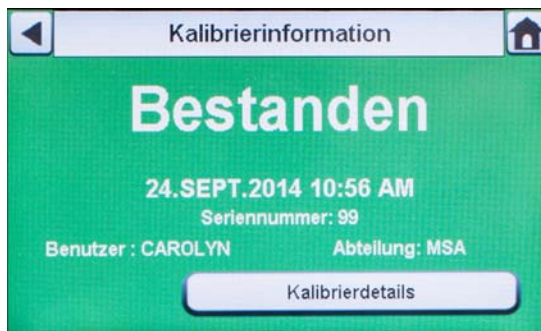 Kalibrierinformation
Bestanden
24.SEPT.2014 10:56 AM
Seriennummer: 99
Benutzer : CAROLYN Abteilung: MSA
Kalibrierdetails